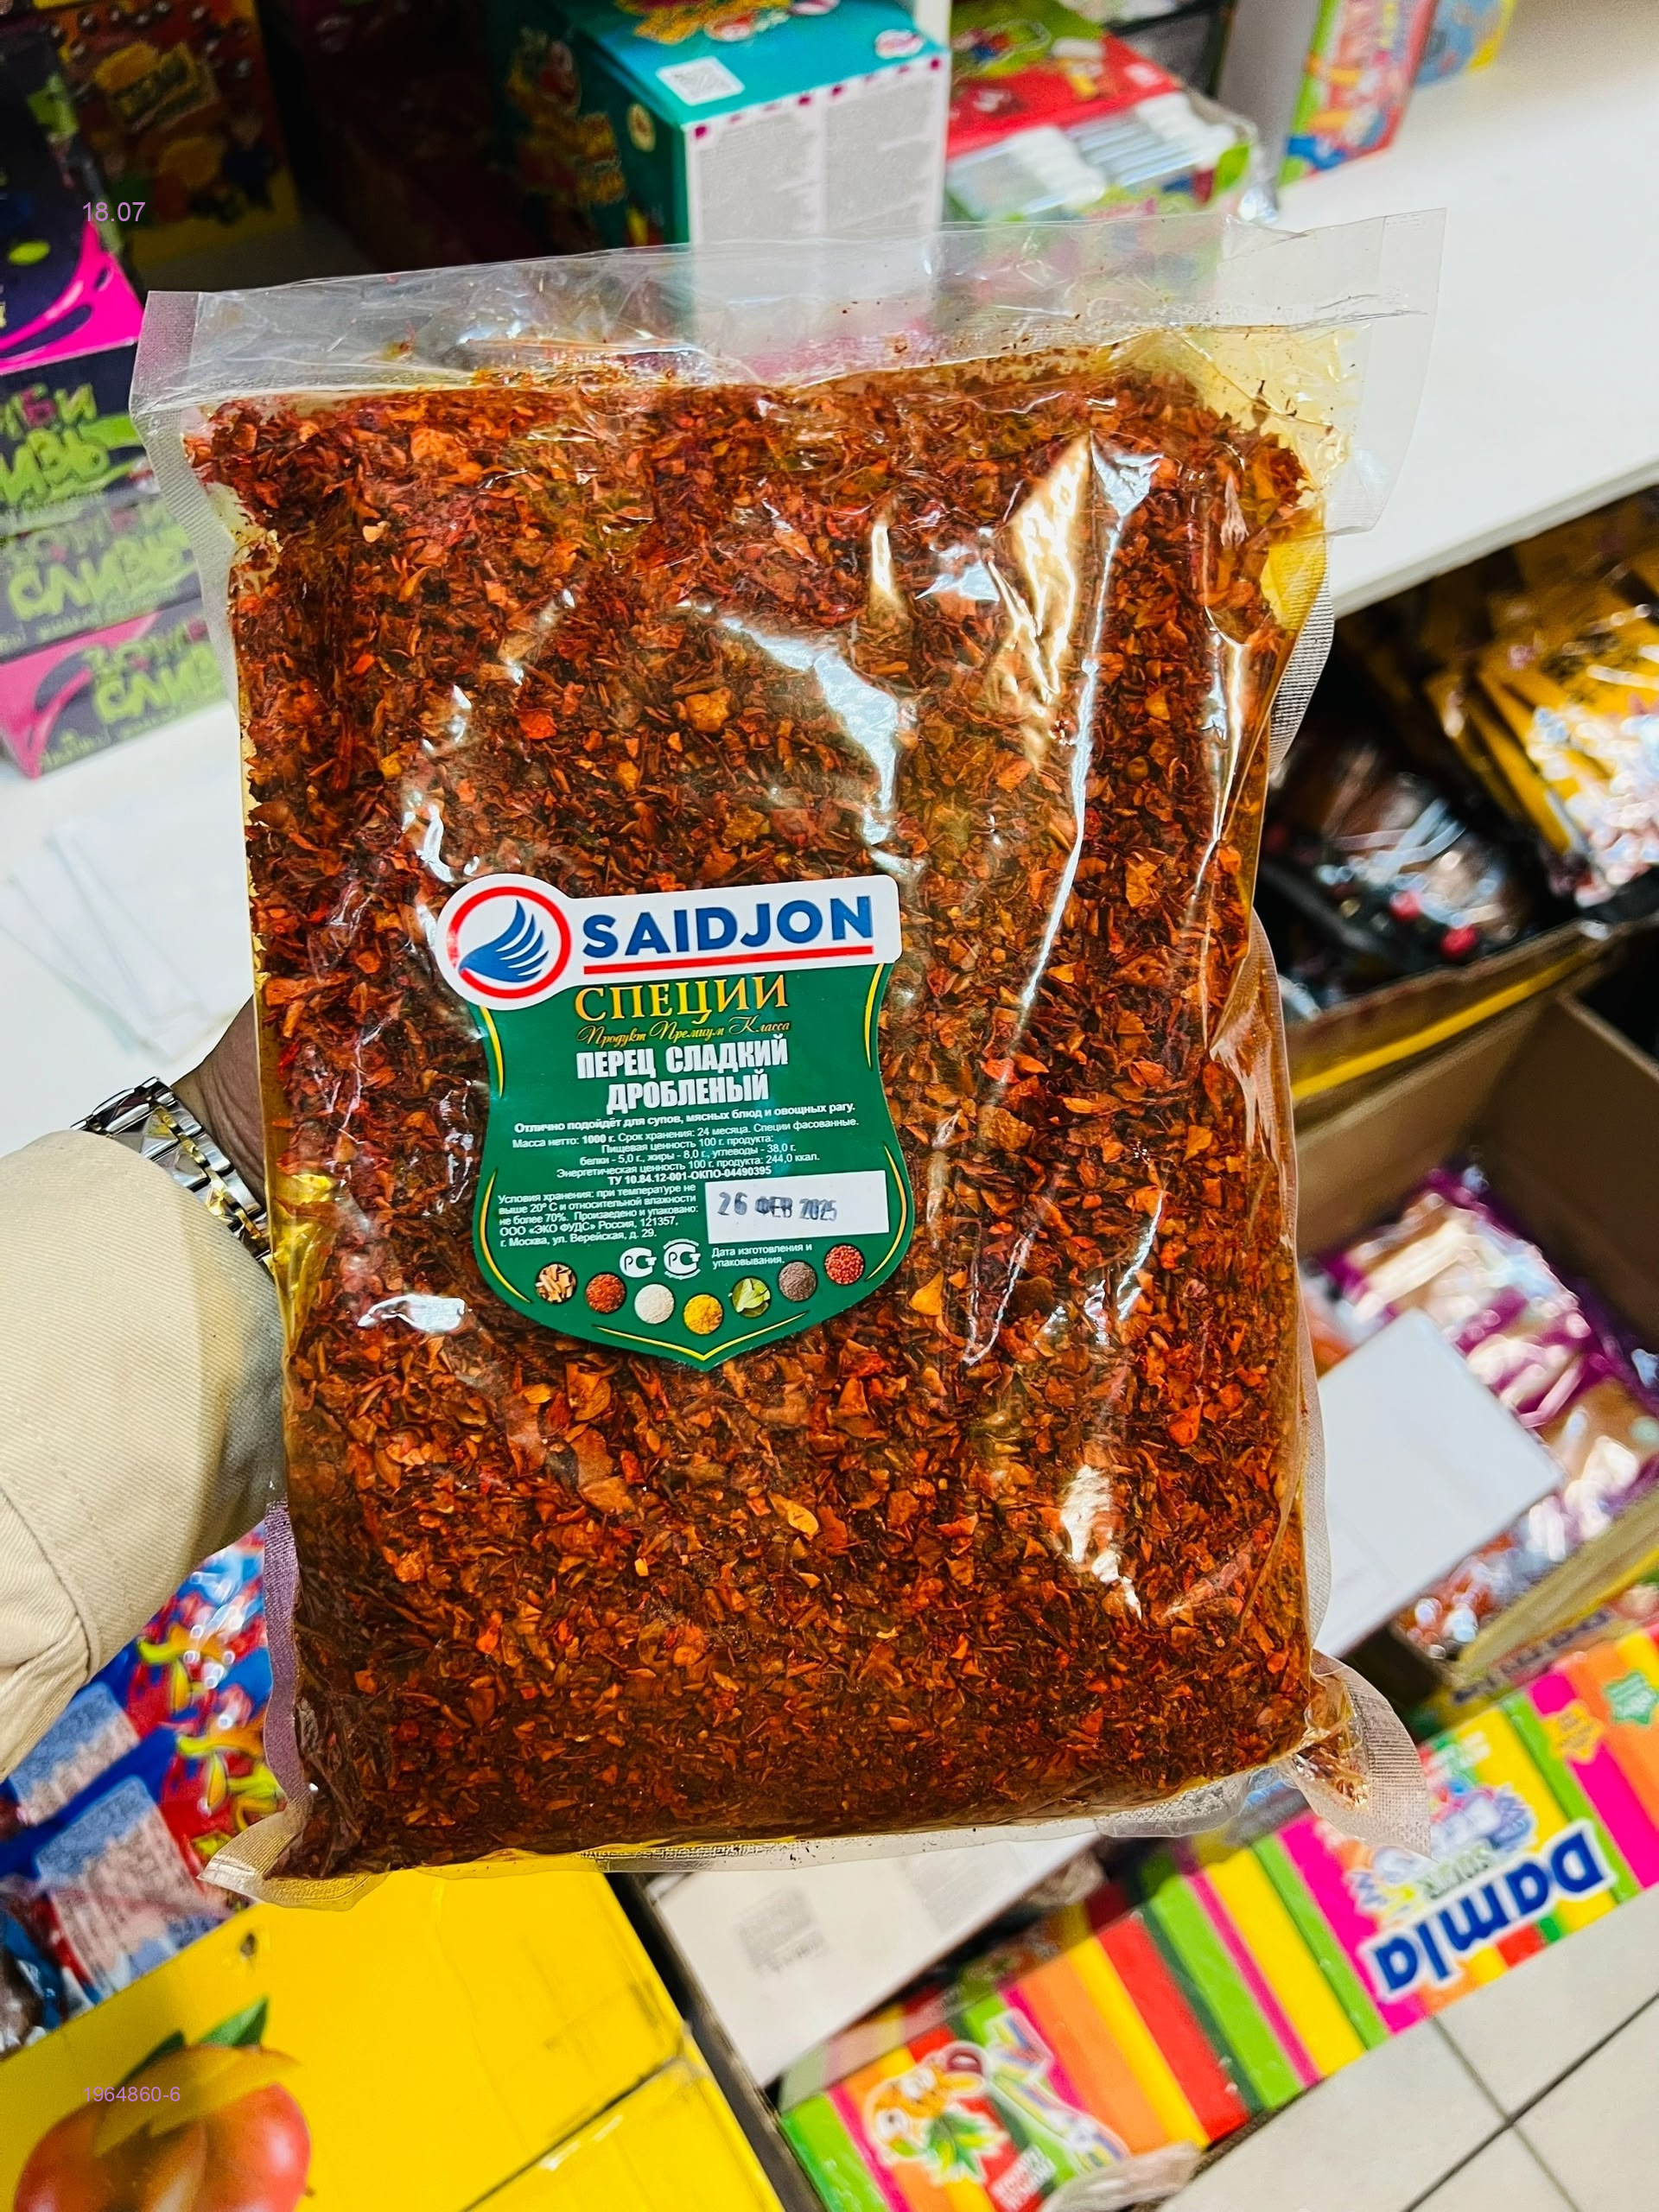 18.07
СЛИЗЬ
СЛИЗЬ
SAIDJON
СПЕЦИИ
Продукт Премиум Класса
ПЕРЕЦ СЛАДКИЙ
ДРОБЛЕНЫЙ
Отлично подойдёт для супов, мясных блюд и овощных рагу.
Масса нетто: 1000 г. Срок хранения: 24 месяца. Специи фасованные.
Пищевая ценность 100 г. продукта:
белки - 5,0 г., жиры - 8,0 г., углеводы - 38,0 г.
Энергетическая ценность 100 г. продукта: 244,0 ккал.
ТУ 10.84.12-001-ОКПО-04490395
Условия хранения: при температуре не
выше 20° С и относительной влажности
не более 70%. Произведено и упаковано:
ООО «ЭКО ФУДС» Россия, 121357,
г. Москва, ул. Верейская, д. 29.
26 ФЕВ 2025
Дата изготовления и
упаковывания.
Damla
SOUR
1964860-6